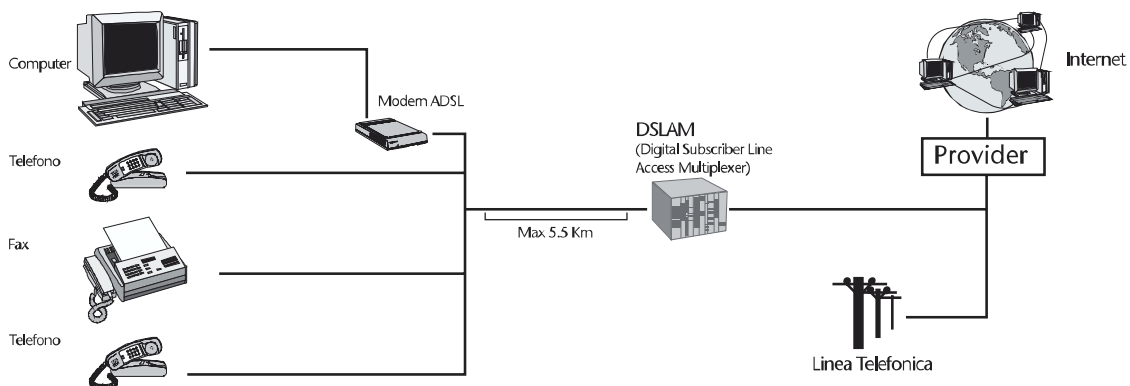 Computer
Modem ADSL
Telefono
Fax
Telefono
Max 5.5 Km
DSLAM
(Digital Subscriber Line
Access Multiplexer)
Internet
Provider
Linea Telefonica